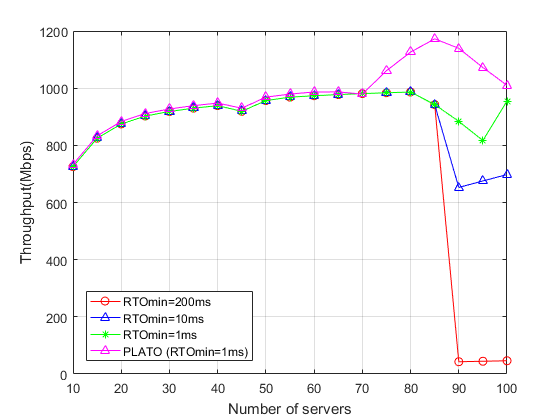 1200
1000
800
600
400
200
0
Throughput(Mbps)
RTOmin=200ms
RTOmin=10ms
RTOmin=1ms
PLATO (RTOmin=1ms)
10 20 30 40 50 60 70 80 90 100
Number of servers